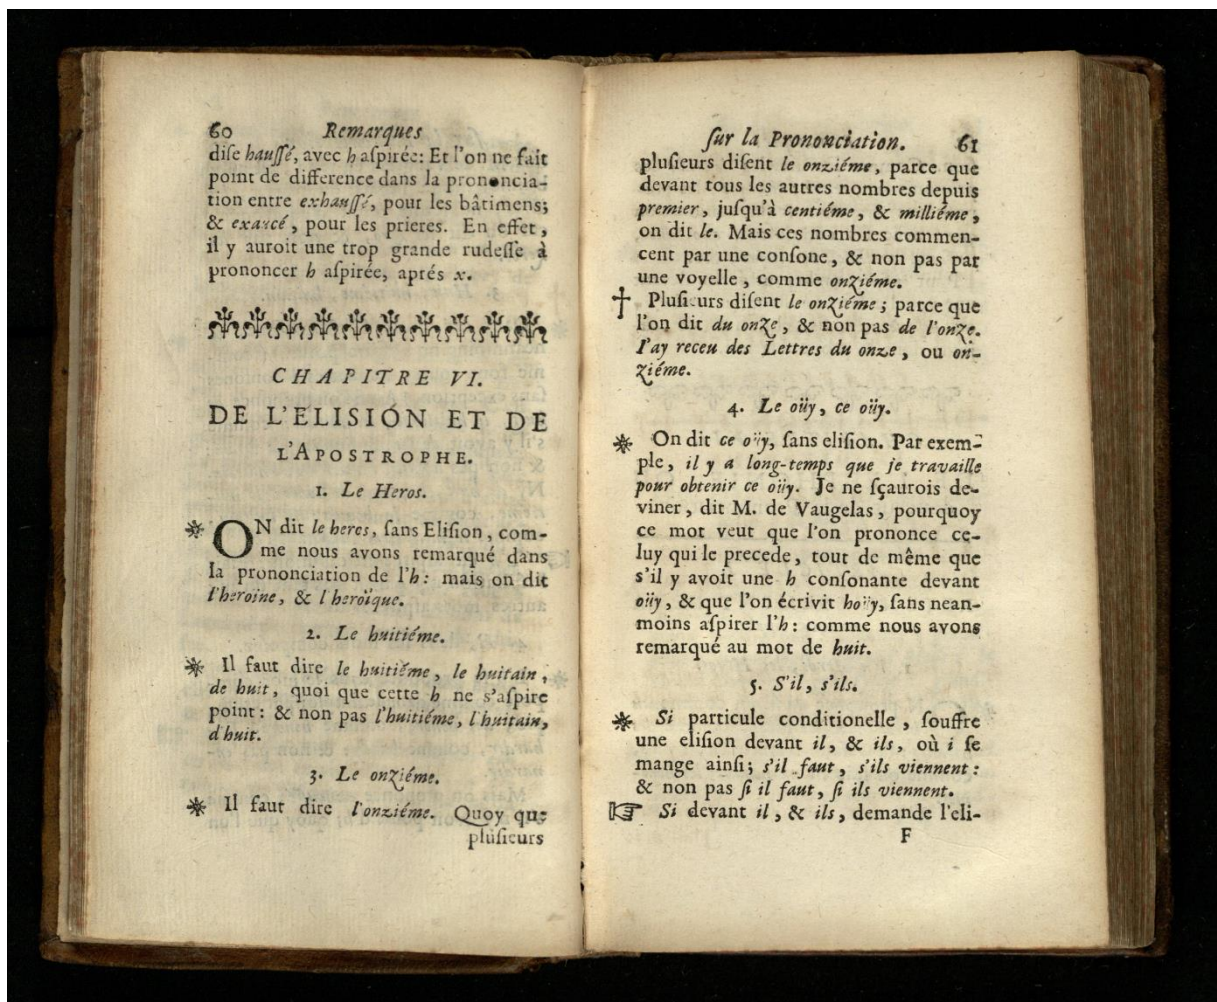 60 Remarques
diſe hauſſé, avec h aſpirée: Et l'on ne fait
point de difference dans la prononcia-
tion entre exhauſſé, pour les bâtimens;
& exaucé, pour les prieres. En effet,
il y auroit une trop grande rudeſſe à
prononcer h aſpirée, aprés x.
CHAPITRE VI.
DE L'ELISION ET DE
L'APOSTROPHE.
1. Le Heros.
* ON dit le heros, ſans Eliſion, com-
me nous avons remarqué dans
la prononciation de l'h: mais on dit
l'heroine, & l'heroïque.
2. Le huitiéme.
* Il faut dire le huitiéme, le huitain,
de huit, quoi que cette h ne s'aſpire
point: & non pas l'huitiéme, l'huitain,
d'huit.
3. Le onziéme.
* Il faut dire l'onziéme. Quoy que
pluſieurs
ſur la Prononciation. 61
pluſieurs diſent le onziéme, parce que
devant tous les autres nombres depuis
premier, juſqu'à centiéme, & milliéme,
on dit le. Mais ces nombres commen-
cent par une conſone, & non pas par
une voyelle, comme onziéme.
† Pluſieurs diſent le onziéme; parce que
l'on dit du onze, & non pas de l'onze.
J'ay receu des Lettres du onze, ou on-
ziéme.
4. Le oüy, ce oüy.
* On dit ce oüy, ſans eliſion. Par exem-
ple, il y a long-temps que je travaille
pour obtenir ce oüy. Je ne ſçaurois de-
viner, dit M. de Vaugelas, pourquoy
ce mot veut que l'on prononce ce-
luy qui le precede, tout de même que
s'il y avoit une h conſonante devant
oüy, & que l'on écrivit hoüy, ſans nean-
moins aſpirer l'h: comme nous avons
remarqué au mot de huit.
5. S'il, s'ils.
* Si particule conditionelle, ſouffre
une eliſion devant il, & ils, où i ſe
mange ainſi; s'il faut, s'ils viennent:
& non pas ſi il faut, ſi ils viennent.
☞ Si devant il, & ils, demande l'eli-
F